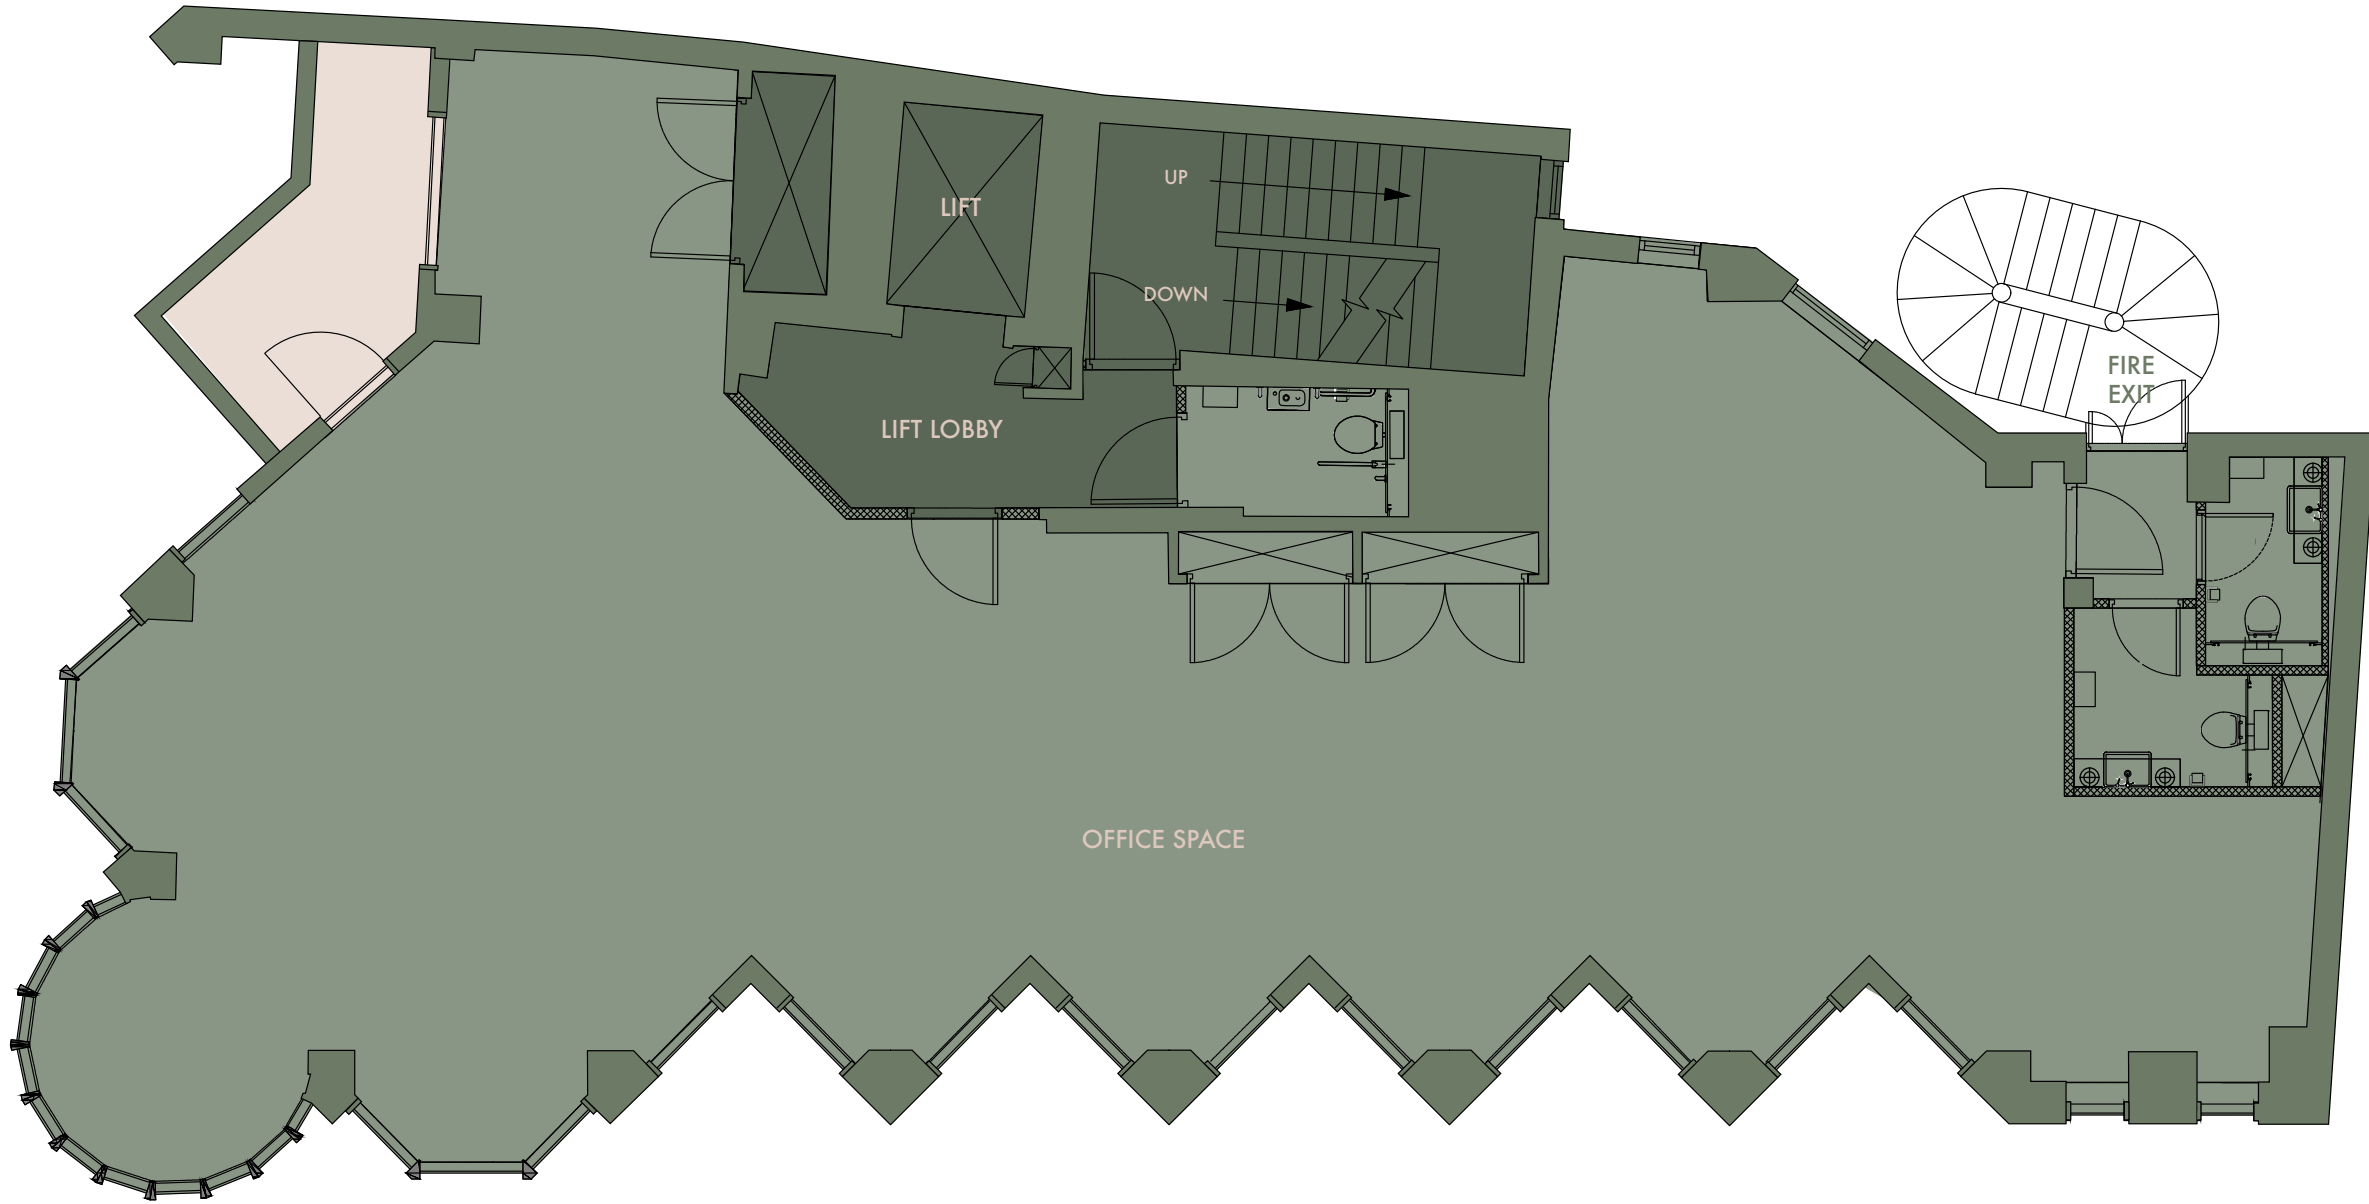 UP
LIFT
DOWN
FIRE
EXIT
LIFT LOBBY
OFFICE SPACE